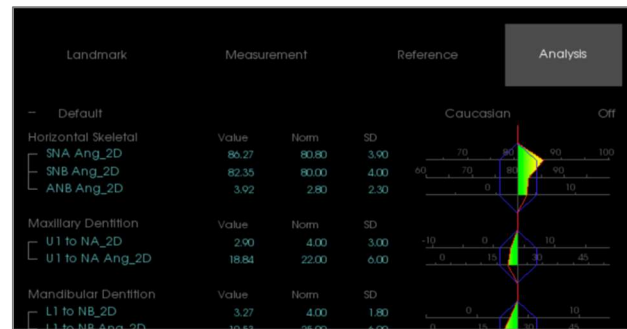 Landmark Measurement Reference Analysis
– Default Caucasian Off
Horizontal Skeletal Value Norm SD
SNA Ang_2D 86.27 80.80 3.90 70 80 90 100
SNB Ang_2D 82.35 80.00 4.00 60 70 80 90
ANB Ang_2D 3.92 2.80 2.30 0 10
Maxillary Dentition Value Norm SD
U1 to NA_2D 2.90 4.00 3.00 -10 0 10
U1 to NA Ang_2D 18.84 22.00 6.00 0 15 30 45
Mandibular Dentition Value Norm SD
L1 to NB_2D 3.27 4.00 1.80 0 10
L1 to NB Ang_2D